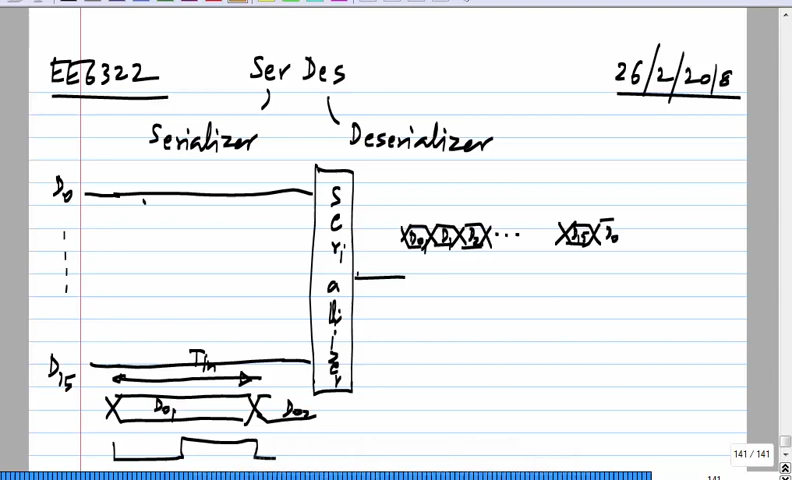 EE6322 SerDes 26/2/2018
Serializer Deserializer
D0
Serializer
D0 D1 D2 ... D15 D0
D15
Tin
D01 D02
141 / 141
141